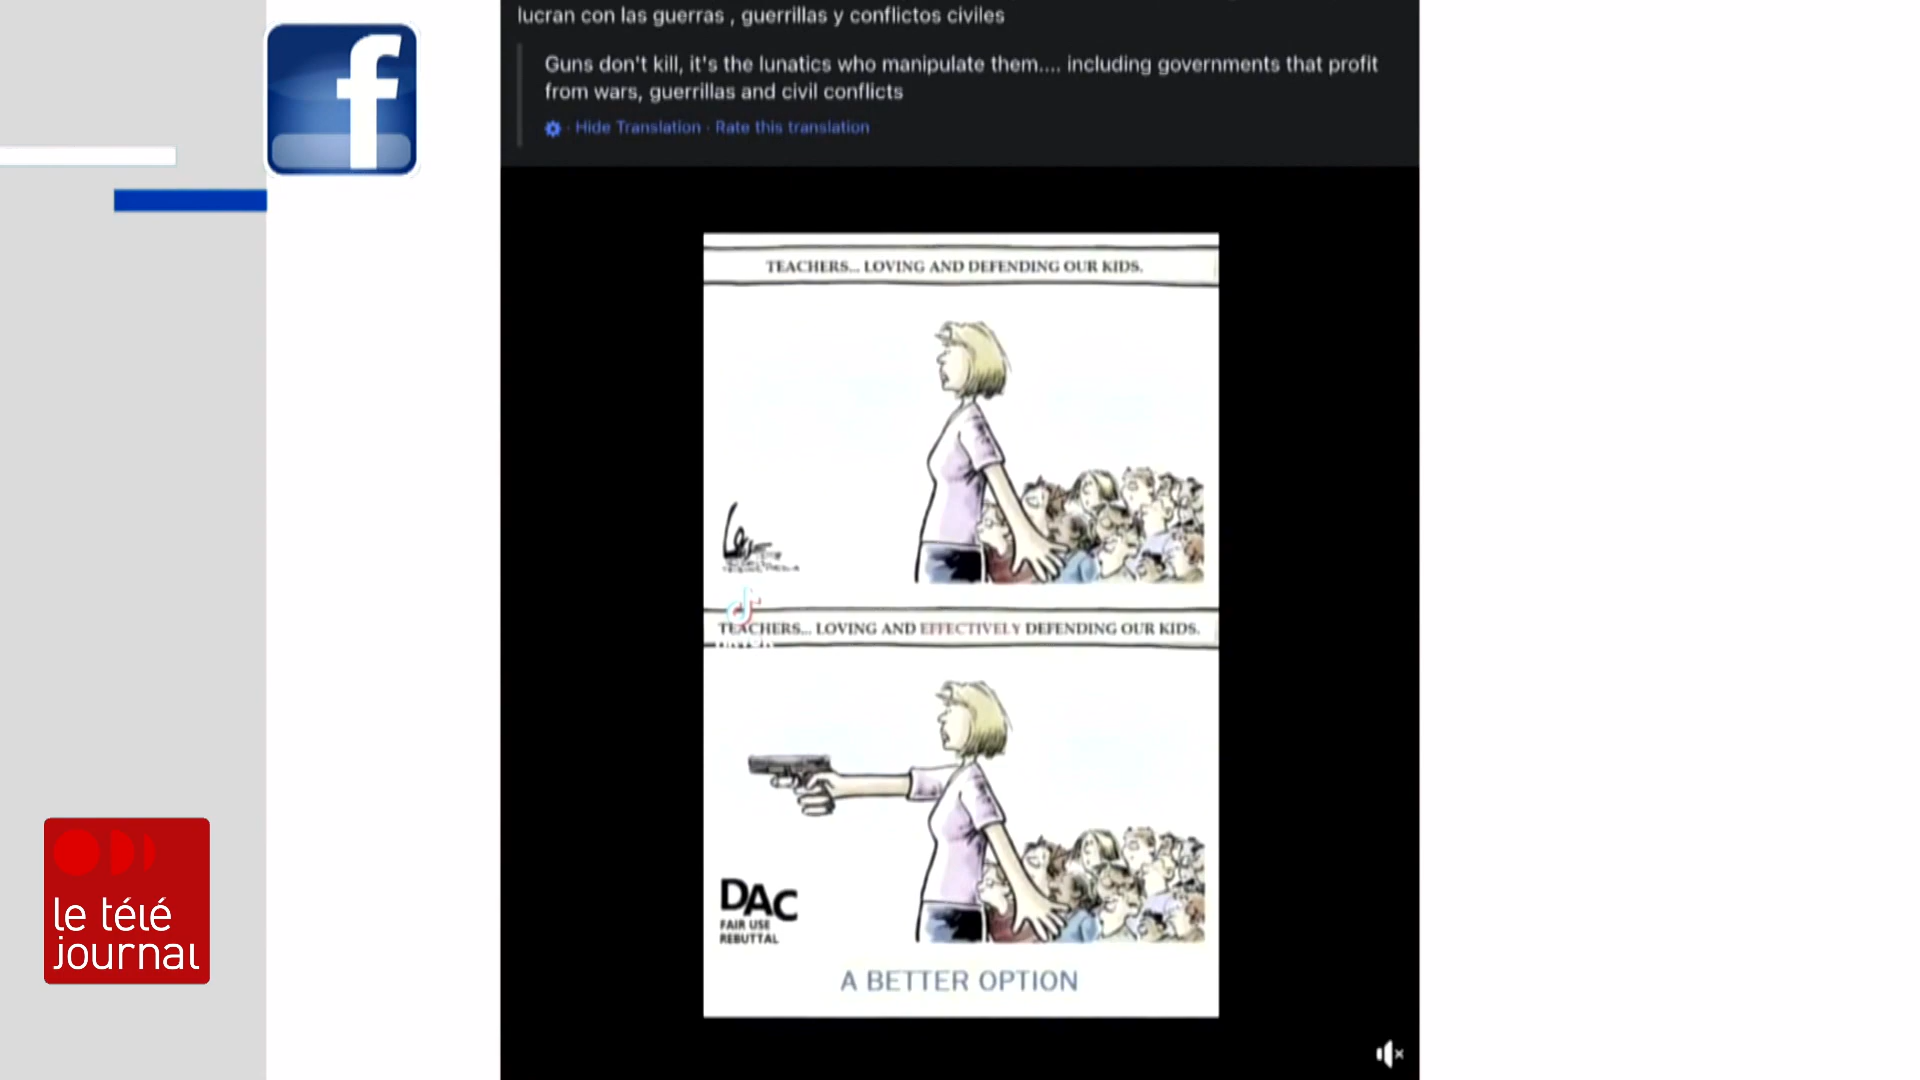 lucran con las guerras , guerrillas y conflictos civiles
Guns don't kill, it's the lunatics who manipulate them.... including governments that profit
from wars, guerrillas and civil conflicts
· Hide Translation · Rate this translation
TEACHERS... LOVING AND DEFENDING OUR KIDS.
TEACHERS... LOVING AND EFFECTIVELY DEFENDING OUR KIDS.
DAC
FAIR USE
REBUTTAL
A BETTER OPTION
le télé
journal